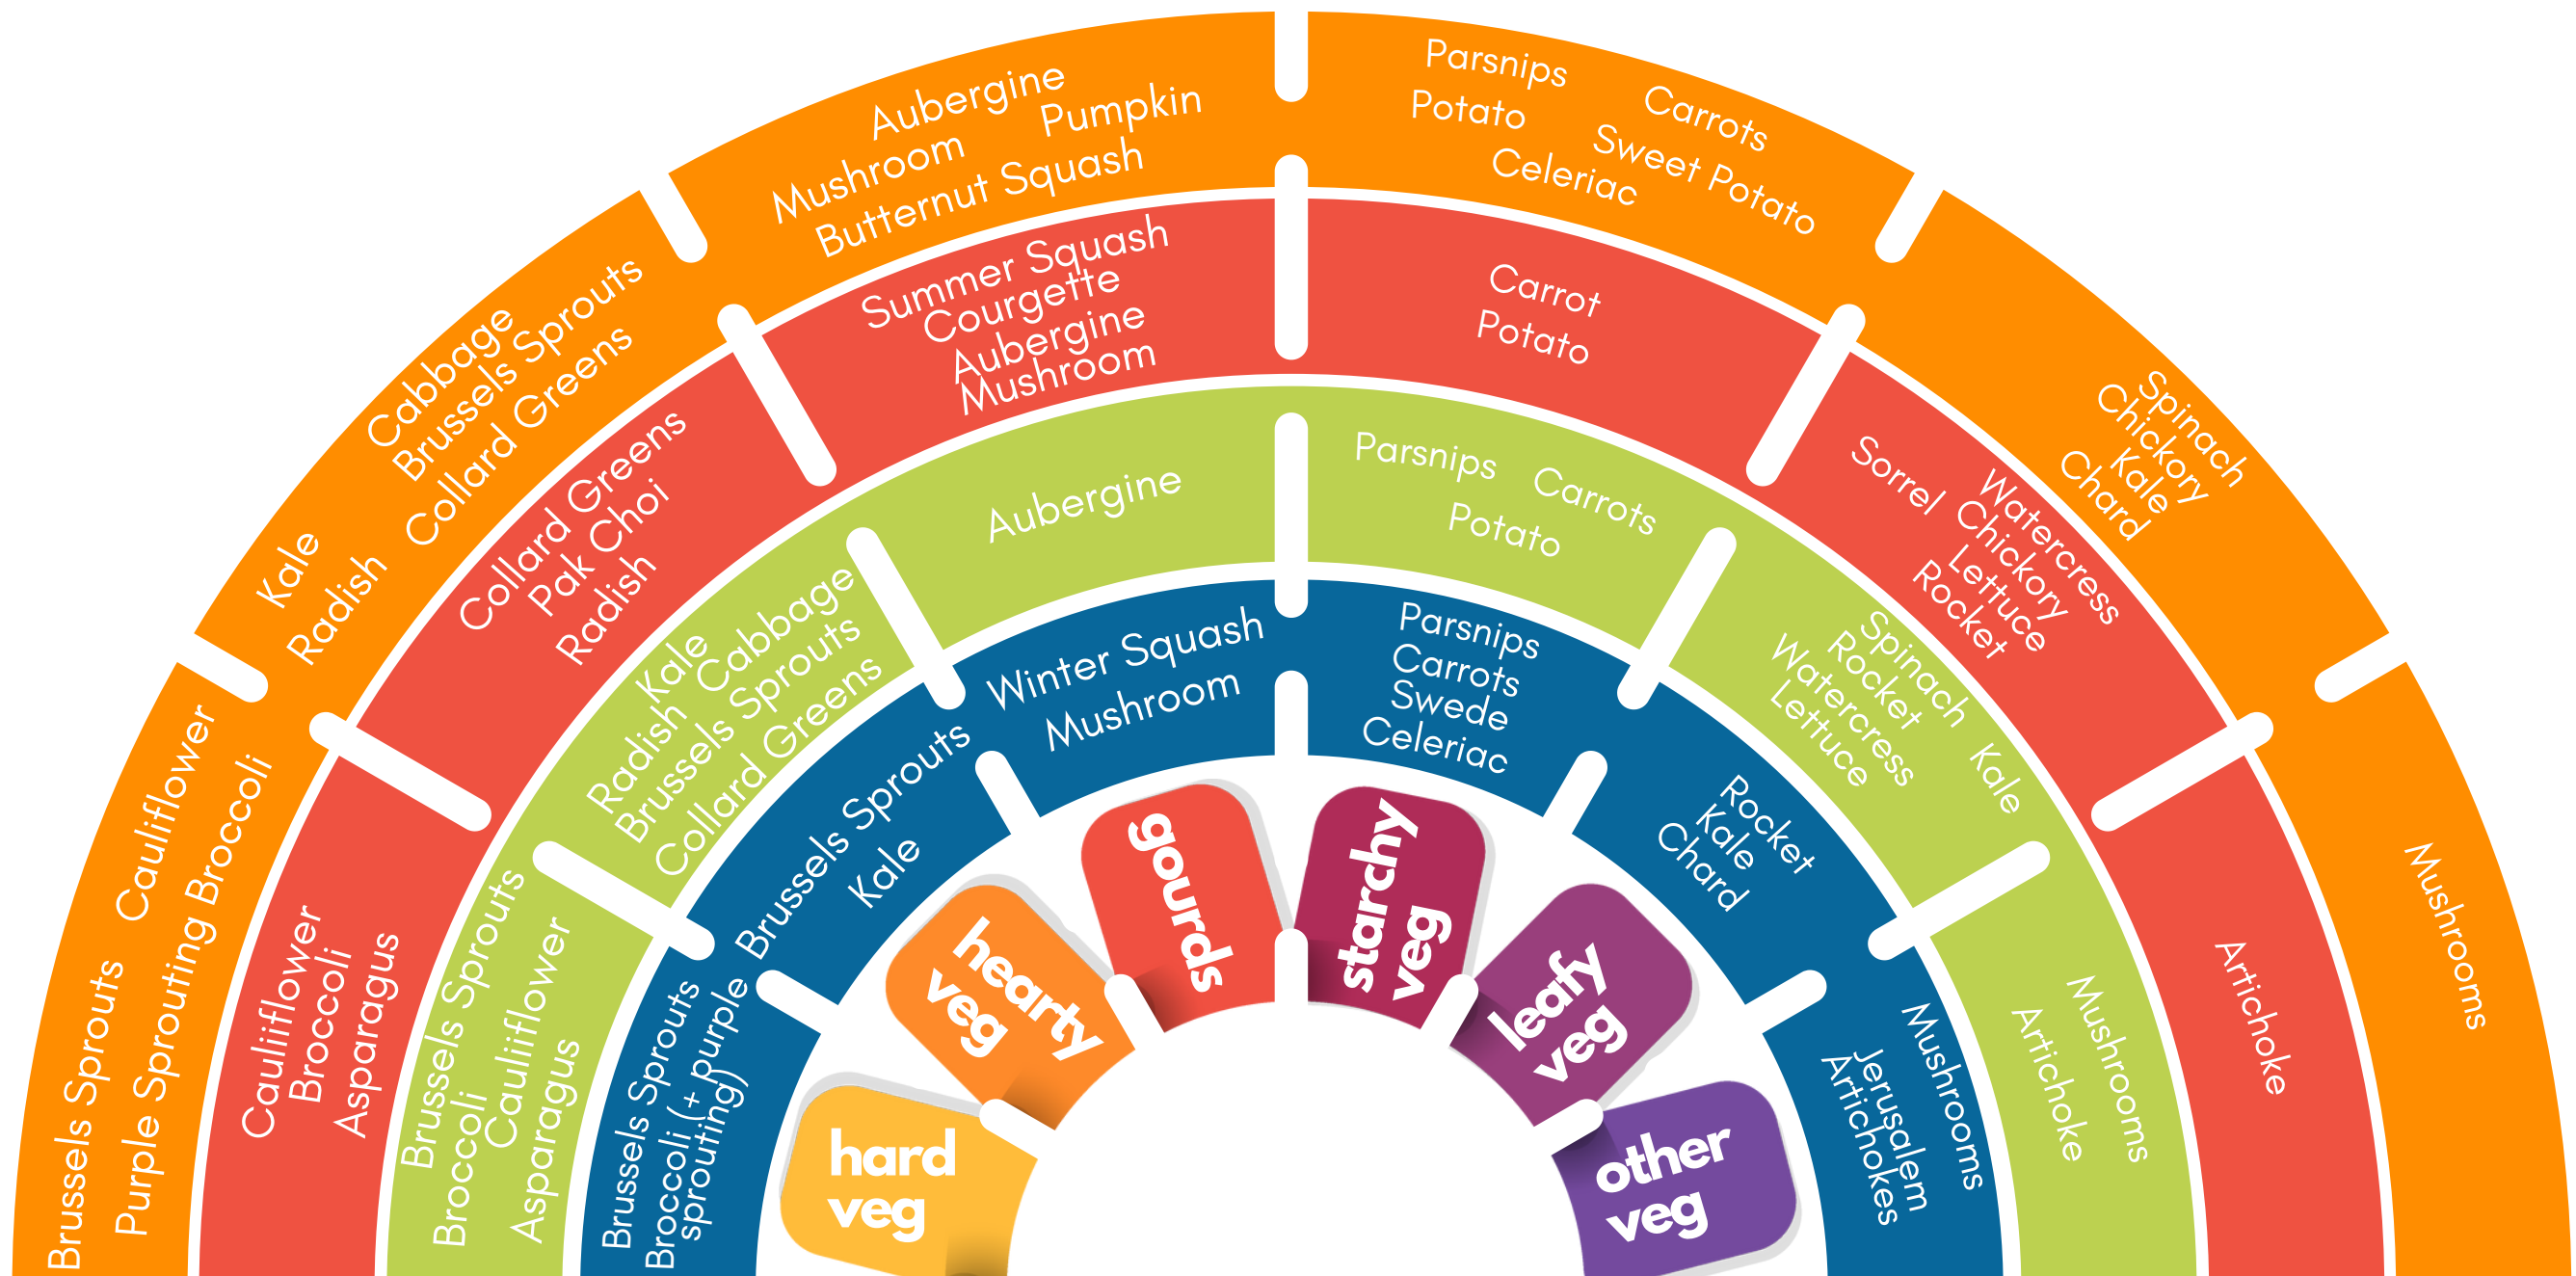 Brussels Sprouts
Cauliflower
Purple Sprouting Broccoli
Cabbage
Brussels Sprouts
Collard Greens
Kale
Radish
Aubergine
Mushroom
Pumpkin
Butternut Squash
Parsnips
Carrots
Potato
Sweet Potato
Celeriac
Spinach
Chickory
Kale
Chard
Mushrooms
Cauliiflower
Broccoli
Asparagus
Collard Greens
Pak Choi
Radish
Summer Squash
Courgette
Aubergine
Mushroom
Carrot
Potato
Watercress
Sorrel
Chickory
Lettuce
Rocket
Artichoke
Brussels Sprouts
Broccoli
Cauliiflower
Asparagus
Kale
Cabbage
Radish
Brussels Sprouts
Collard Greens
Aubergine
Parsnips
Carrots
Potato
Spinach
Kale
Rocket
Watercress
Lettuce
Mushrooms
Artichoke
Brussels Sprouts
Broccoli (+ purple
sprouting)
Brussels Sprouts
Kale
Winter Squash
Mushroom
Parsnips
Carrots
Swede
Celeriac
Rocket
Kale
Chard
Mushrooms
Jerusalem
Artichokes
hard
veg
hearty
veg
gourds
starchy
veg
leafy
veg
other
veg